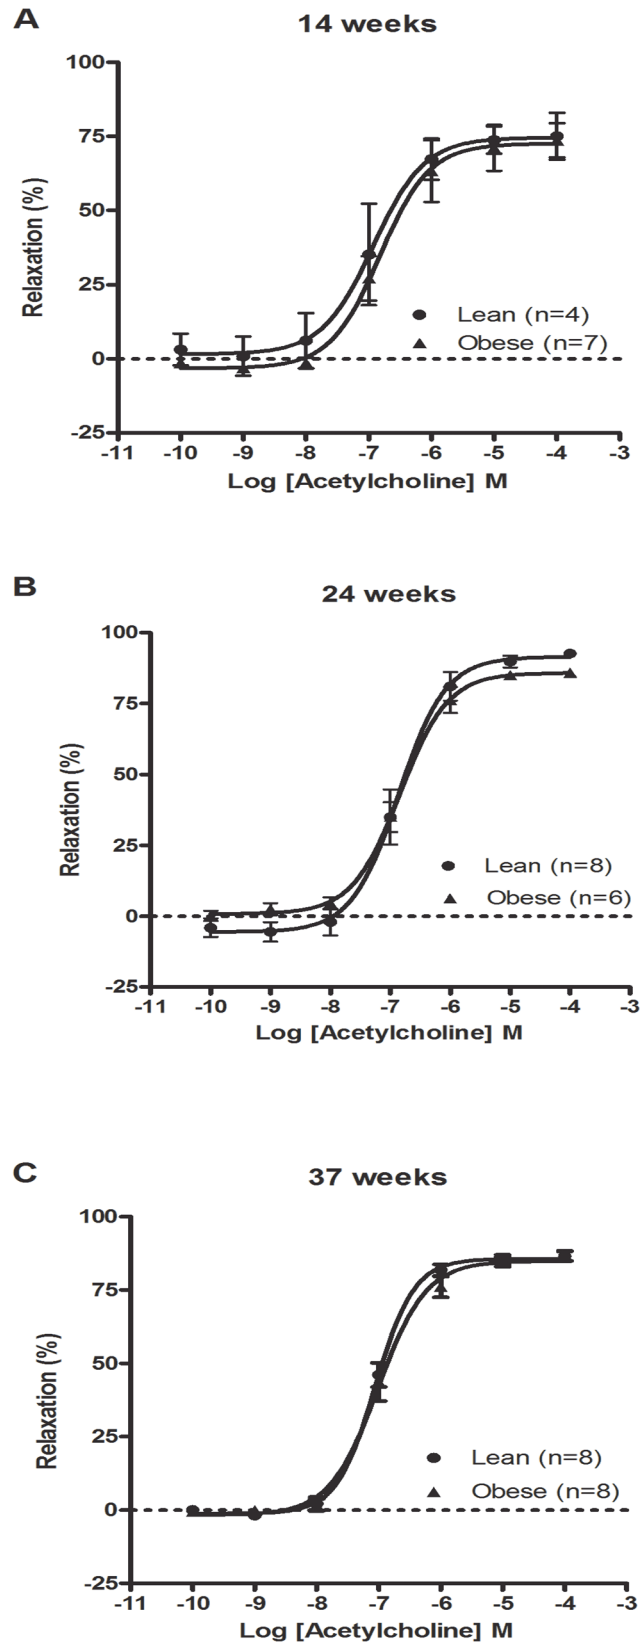 A
14 weeks
100
75
50
25
0
-25
Relaxation (%)
Lean (n=4)
Obese (n=7)
-11 -10 -9 -8 -7 -6 -5 -4 -3
Log [Acetylcholine] M
B
24 weeks
100
75
50
25
0
-25
Relaxation (%)
Lean (n=8)
Obese (n=6)
-11 -10 -9 -8 -7 -6 -5 -4 -3
Log [Acetylcholine] M
C
37 weeks
100
75
50
25
0
-25
Relaxation (%)
Lean (n=8)
Obese (n=8)
-11 -10 -9 -8 -7 -6 -5 -4 -3
Log [Acetylcholine] M